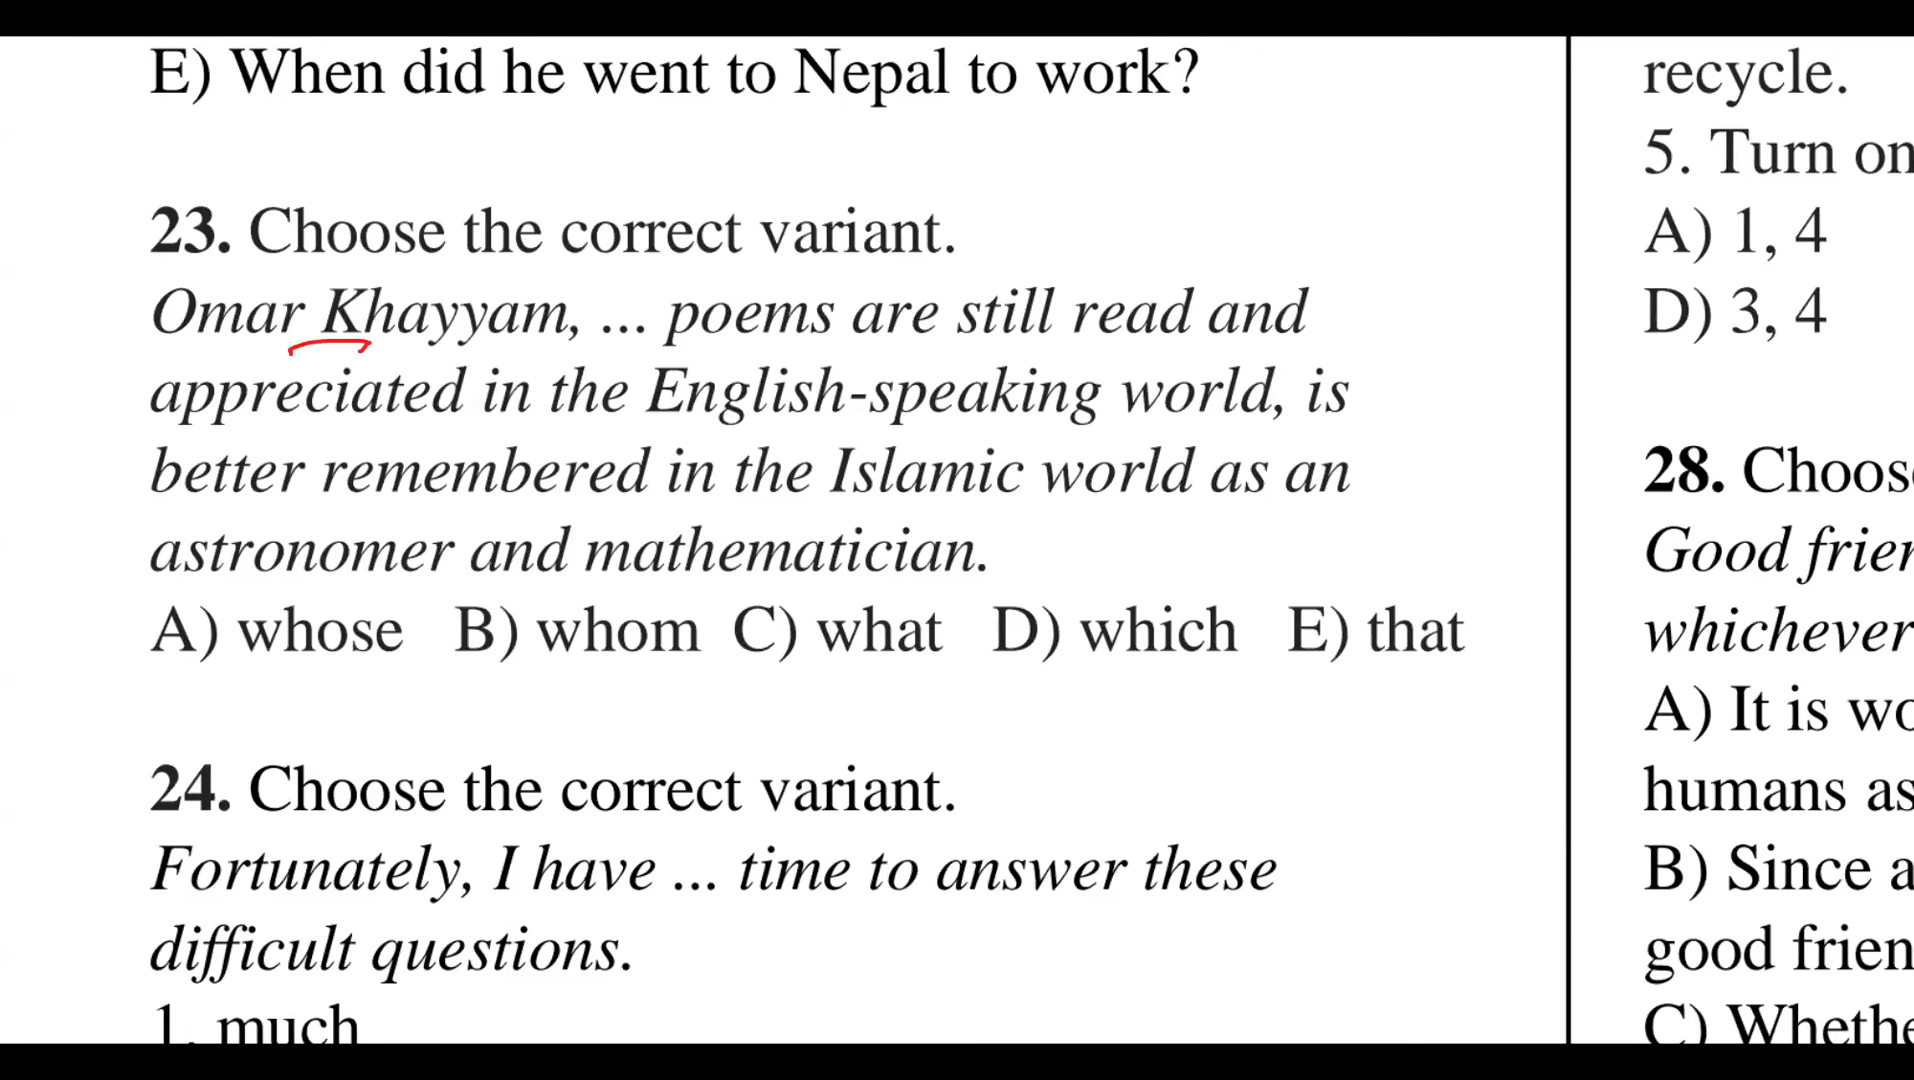 E) When did he went to Nepal to work?
23. Choose the correct variant.
Omar Khayyam, ... poems are still read and
appreciated in the English-speaking world, is
better remembered in the Islamic world as an
astronomer and mathematician.
A) whose B) whom C) what D) which E) that
24. Choose the correct variant.
Fortunately, I have ... time to answer these
difficult questions.
1. much
recycle.
5. Turn on
A) 1, 4
D) 3, 4
28. Choos
Good frien
whichever
A) It is wo
humans as
B) Since a
good frien
C) Whethe